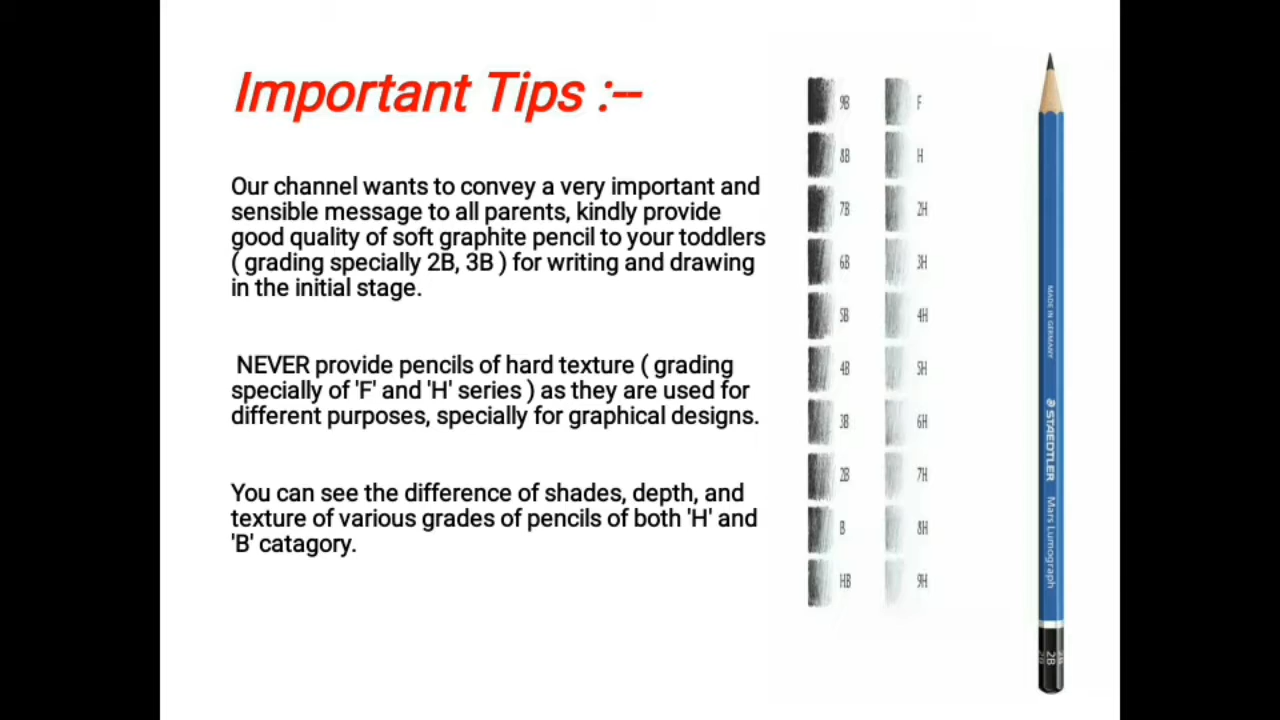 Important Tips :--
Our channel wants to convey a very important and
sensible message to all parents, kindly provide
good quality of soft graphite pencil to your toddlers
( grading specially 2B, 3B ) for writing and drawing
in the initial stage.
NEVER provide pencils of hard texture ( grading
specially of 'F' and 'H' series ) as they are used for
different purposes, specially for graphical designs.
You can see the difference of shades, depth, and
texture of various grades of pencils of both 'H' and
'B' catagory.
9B
8B
7B
6B
5B
4B
3B
2B
B
HB
F
H
2H
3H
4H
5H
6H
7H
8H
9H
MADE IN GERMANY
STAEDTLER Mars Lumograph
2B